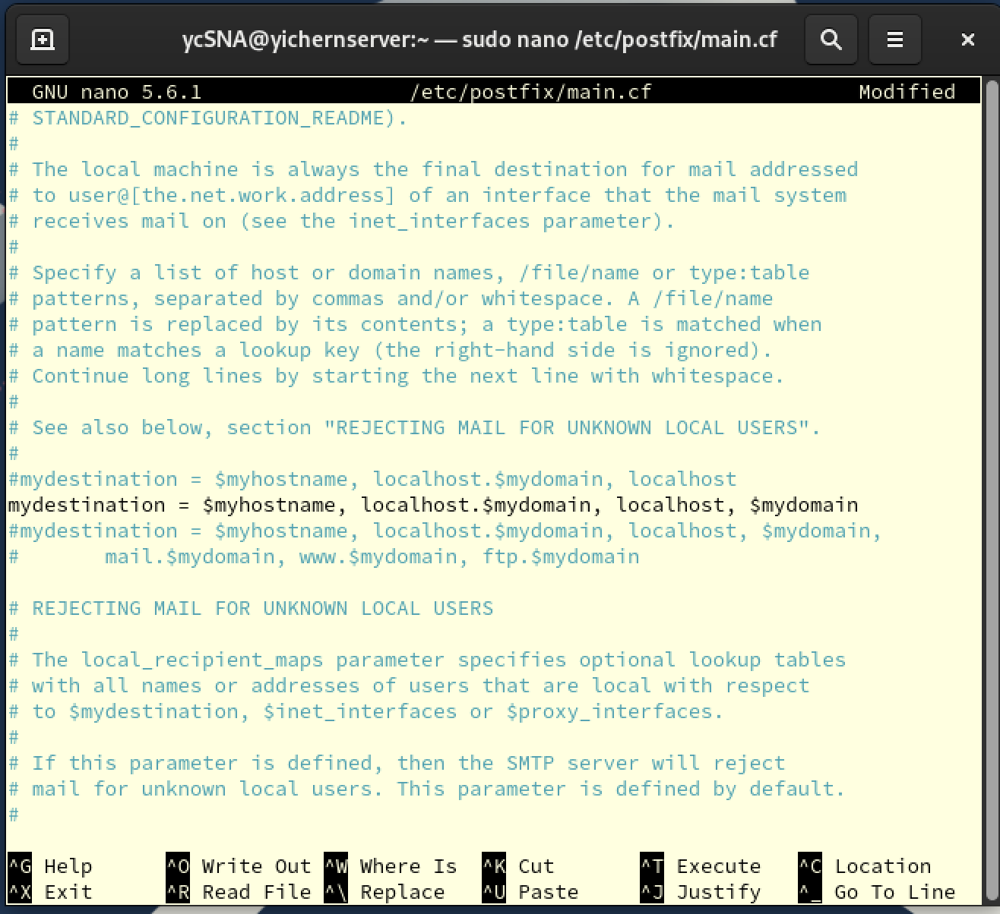 ycSNA@yichernserver:~ — sudo nano /etc/postfix/main.cf
GNU nano 5.6.1 /etc/postfix/main.cf Modified
# STANDARD_CONFIGURATION_README).
#
# The local machine is always the final destination for mail addressed
# to user@[the.net.work.address] of an interface that the mail system
# receives mail on (see the inet_interfaces parameter).
#
# Specify a list of host or domain names, /file/name or type:table
# patterns, separated by commas and/or whitespace. A /file/name
# pattern is replaced by its contents; a type:table is matched when
# a name matches a lookup key (the right-hand side is ignored).
# Continue long lines by starting the next line with whitespace.
#
# See also below, section "REJECTING MAIL FOR UNKNOWN LOCAL USERS".
#
#mydestination = $myhostname, localhost.$mydomain, localhost
mydestination = $myhostname, localhost.$mydomain, localhost, $mydomain
#mydestination = $myhostname, localhost.$mydomain, localhost, $mydomain,
#       mail.$mydomain, www.$mydomain, ftp.$mydomain

# REJECTING MAIL FOR UNKNOWN LOCAL USERS
#
# The local_recipient_maps parameter specifies optional lookup tables
# with all names or addresses of users that are local with respect
# to $mydestination, $inet_interfaces or $proxy_interfaces.
#
# If this parameter is defined, then the SMTP server will reject
# mail for unknown local users. This parameter is defined by default.
#
^G Help ^O Write Out ^W Where Is ^K Cut ^T Execute ^C Location
^X Exit ^R Read File ^\ Replace ^U Paste ^J Justify ^_ Go To Line